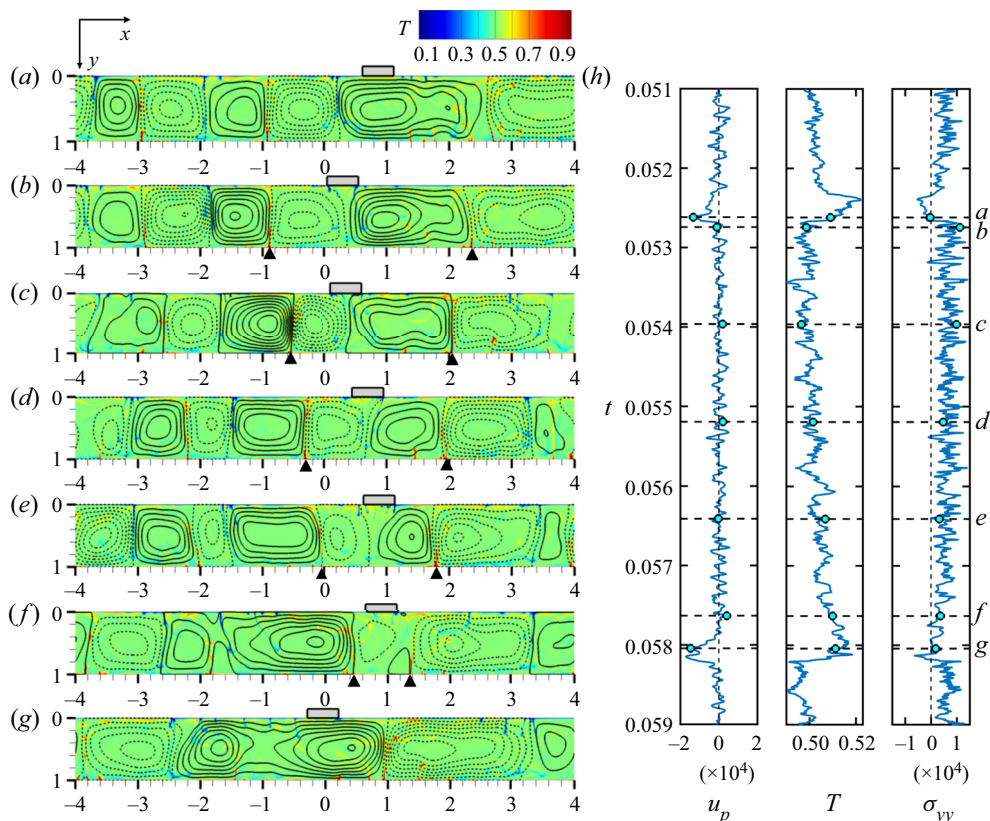 x
y
T
0.1 0.3 0.5 0.7 0.9
(a)
0
1
−4 −3 −2 −1 0 1 2 3 4
(b)
0
1
−4 −3 −2 −1 0 1 2 3 4
(c)
0
1
−4 −3 −2 −1 0 1 2 3 4
(d)
0
1
−4 −3 −2 −1 0 1 2 3 4
(e)
0
1
−4 −3 −2 −1 0 1 2 3 4
(f)
0
1
−4 −3 −2 −1 0 1 2 3 4
(g)
0
1
−4 −3 −2 −1 0 1 2 3 4
(h)
t
0.051
0.052
0.053
0.054
0.055
0.056
0.057
0.058
0.059
a
b
c
d
e
f
g
−2 0 2
(×10⁴)
u_p
0.50 0.52
T
−1 0 1
(×10⁴)
σ_yy